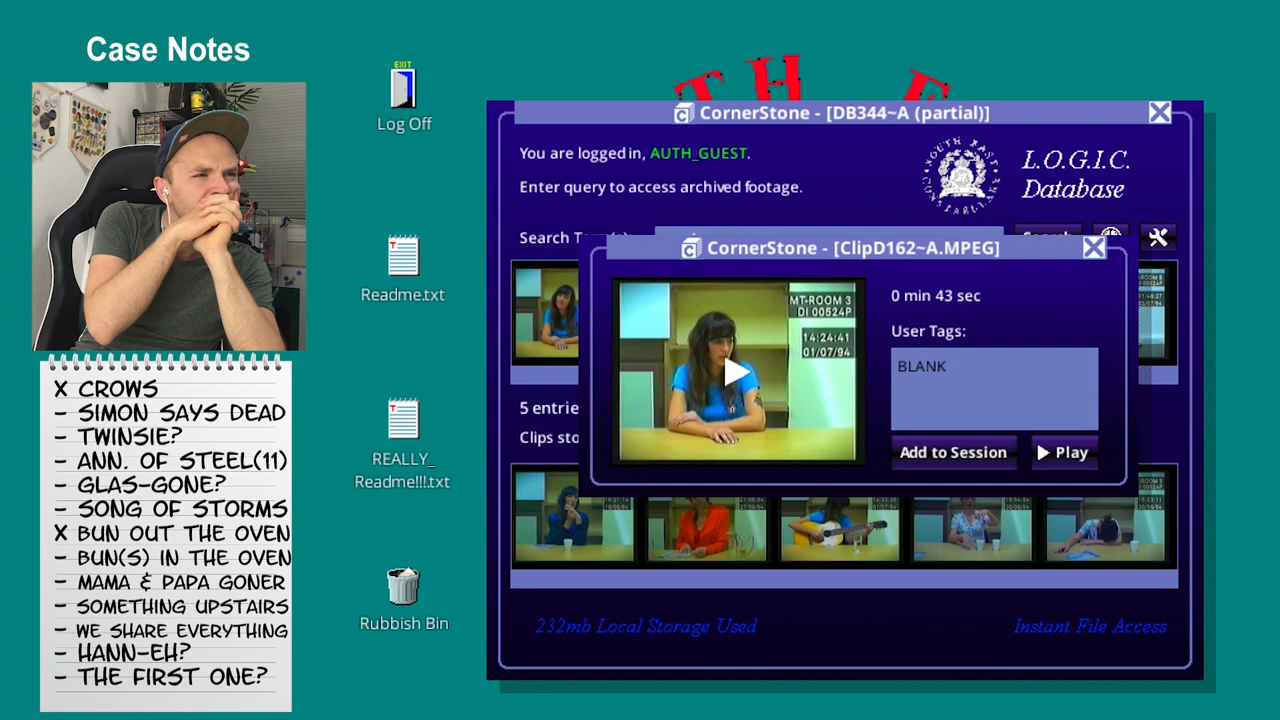 Case Notes
X CROWS
- SIMON SAYS DEAD
- TWINSIE?
- ANN. OF STEEL(11)
- GLAS-GONE?
- SONG OF STORMS
X BUN OUT THE OVEN
- BUN(S) IN THE OVEN
- MAMA & PAPA GONER
- SOMETHING UPSTAIRS
- WE SHARE EVERYTHING
- HANN-EH?
- THE FIRST ONE?
EXIT
Log Off
Readme.txt
REALLY_
Readme!!!.txt
Rubbish Bin
T H E
CornerStone - [DB344~A (partial)]
You are logged in, AUTH_GUEST.
Enter query to access archived footage.
L.O.G.I.C.
Database
Search
CornerStone - [ClipD162~A.MPEG]
MT-ROOM 3
DI 00524P
14:24:41
01/07/94
0 min 43 sec
User Tags:
BLANK
Add to Session
Play
5 entrie
Clips sto
232mb Local Storage Used
Instant File Access